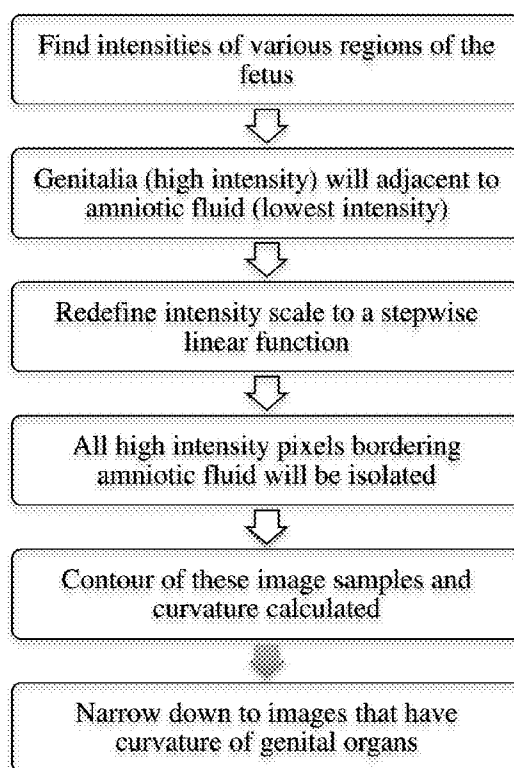 Find intensities of various regions of the
fetus
Genitalia (high intensity) will adjacent to
amniotic fluid (lowest intensity)
Redefine intensity scale to a stepwise
linear function
All high intensity pixels bordering
amniotic fluid will be isolated
Contour of these image samples and
curvature calculated
Narrow down to images that have
curvature of genital organs